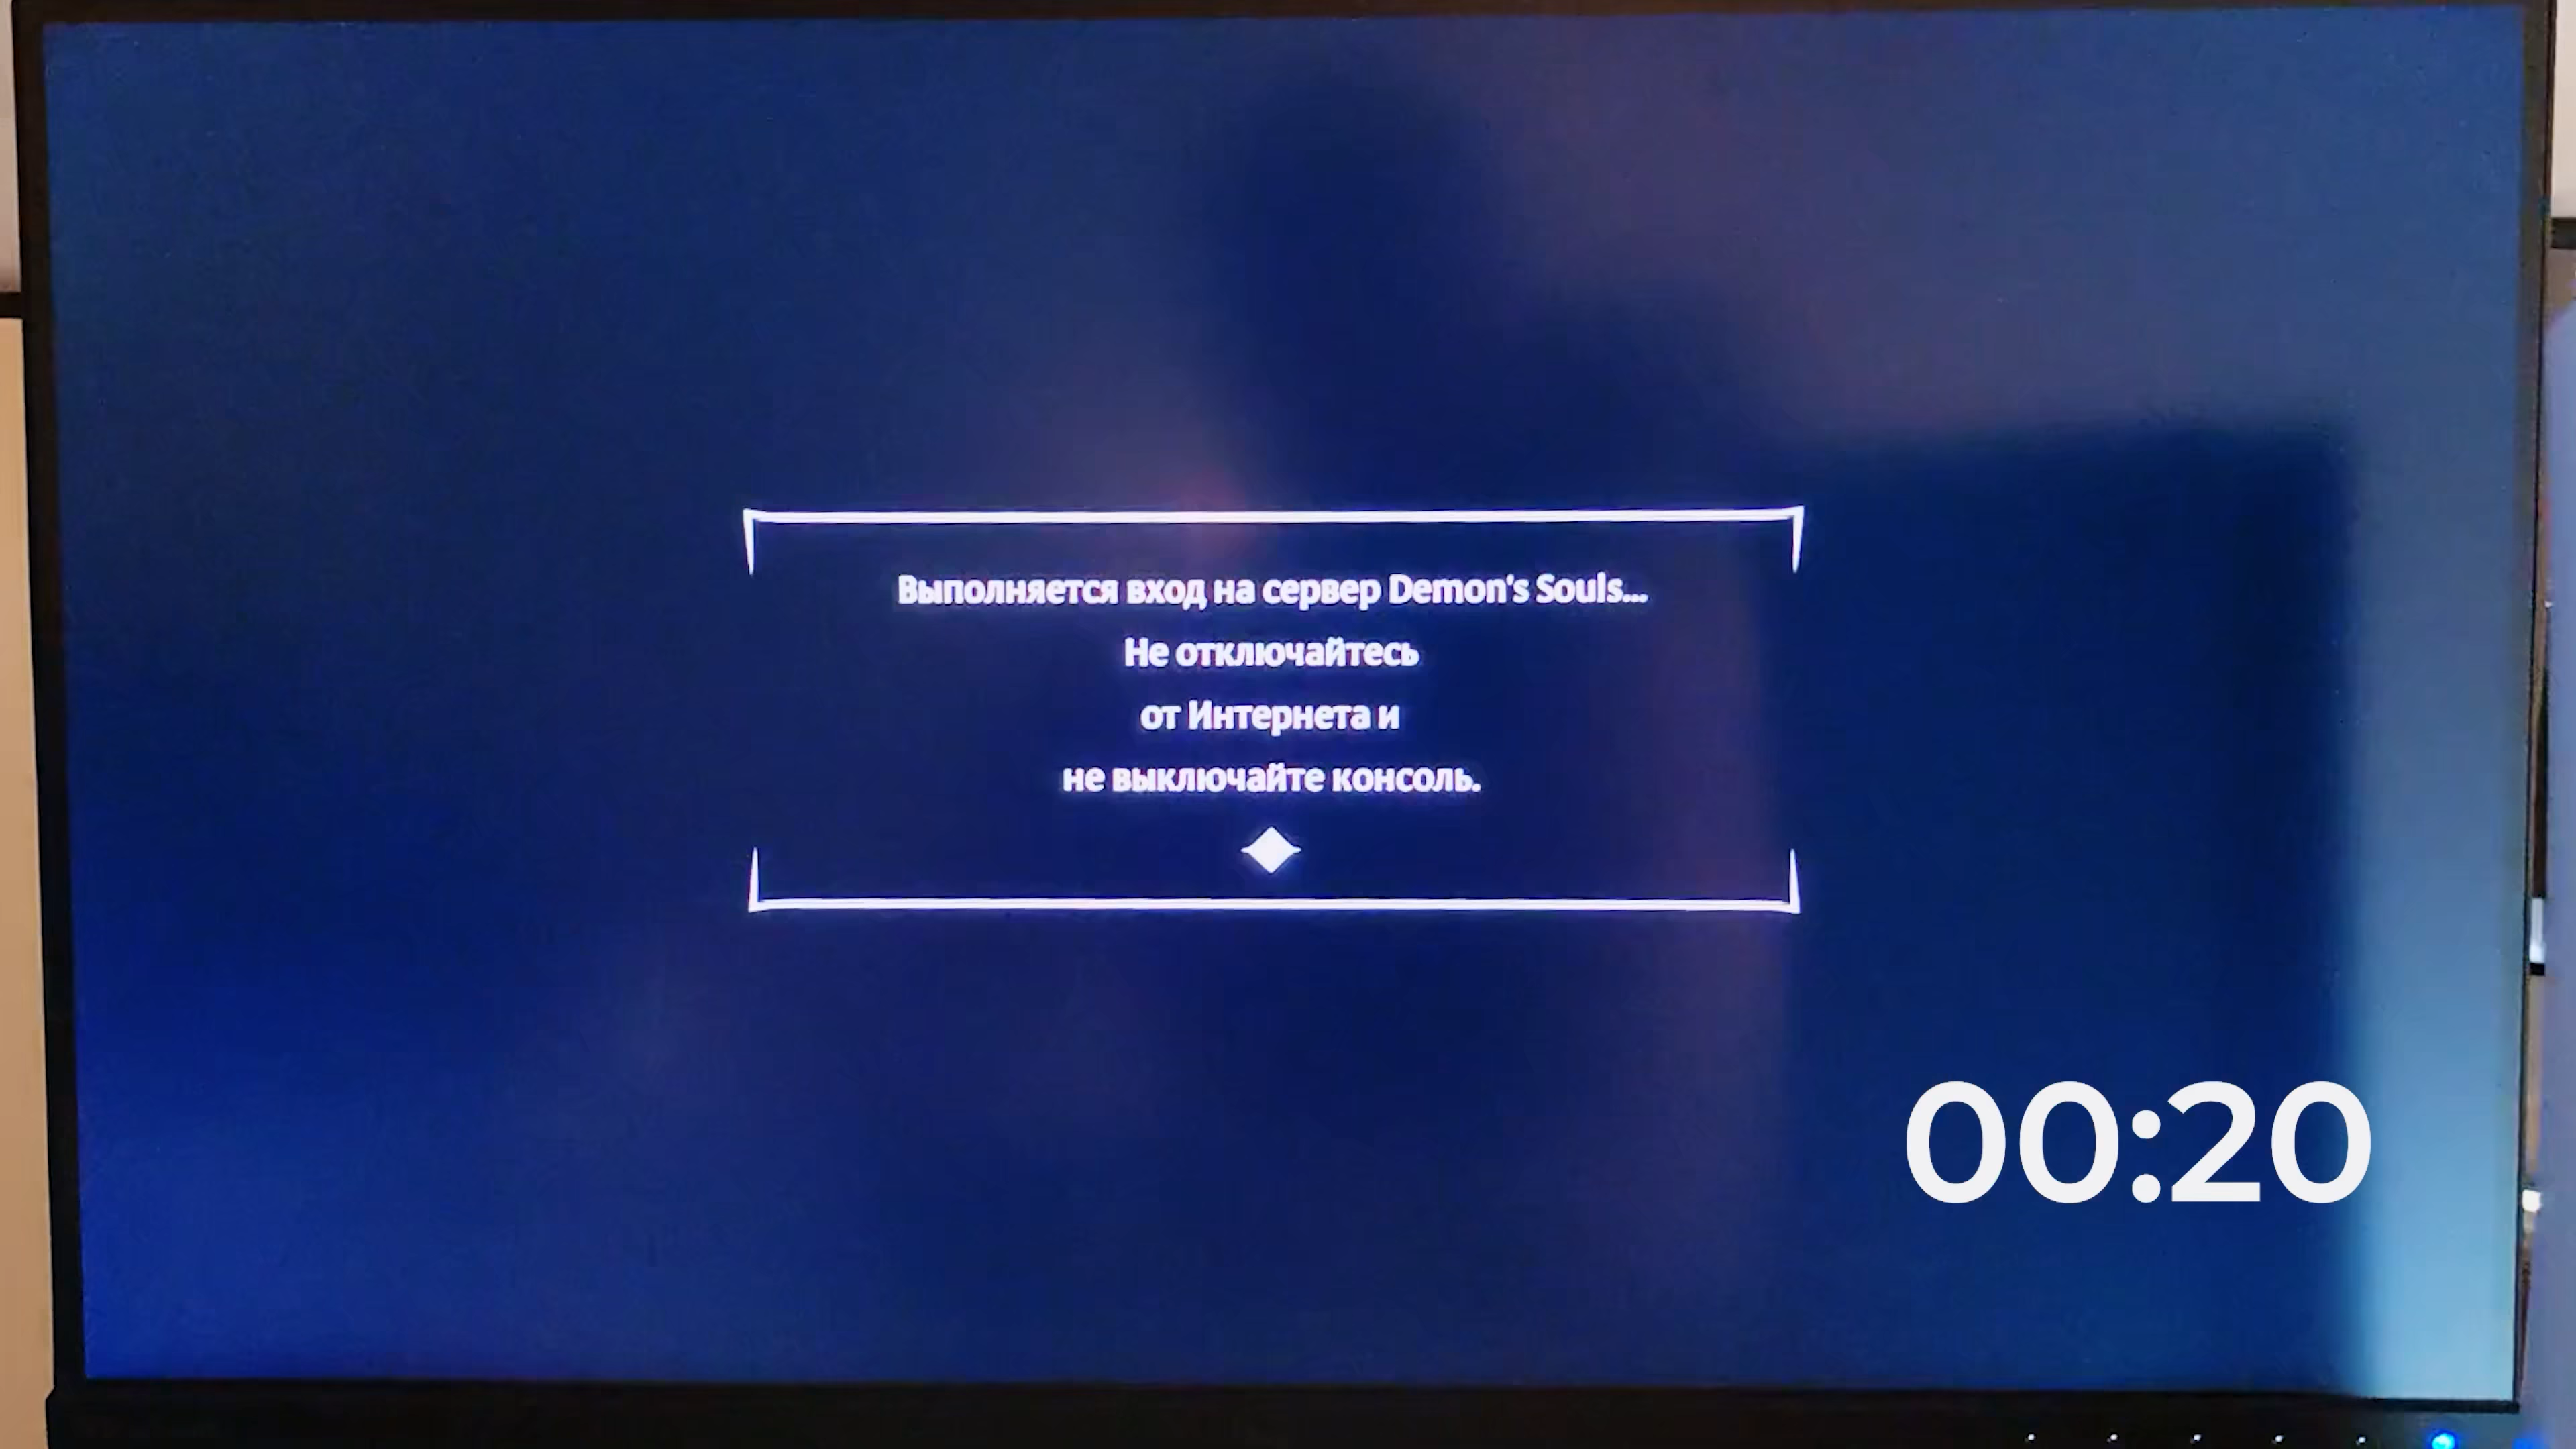 Выполняется вход на сервер Demon's Souls...
Не отключайтесь
от Интернета и
не выключайте консоль.
00:20